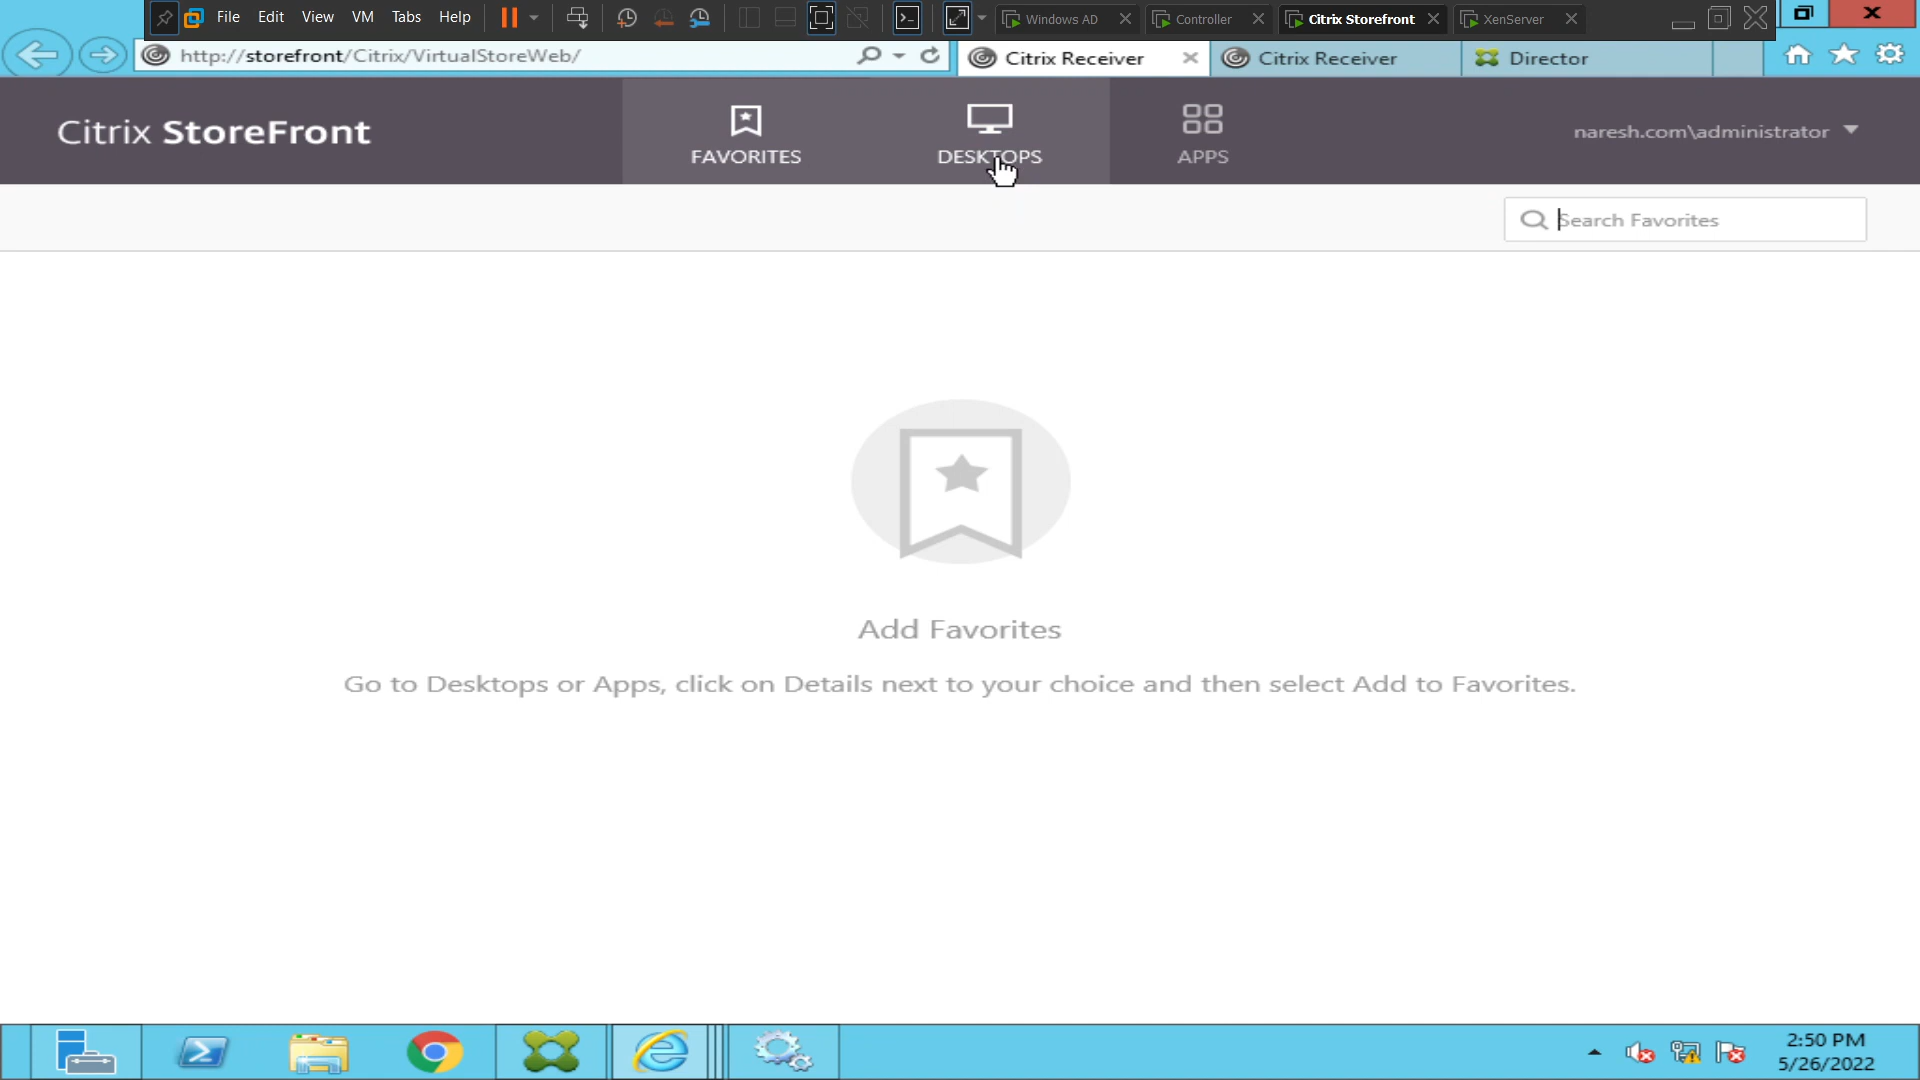 File Edit View VM Tabs Help Windows AD Controller Citrix Storefront XenServer
http://storefront/Citrix/VirtualStoreWeb/ Citrix Receiver Citrix Receiver Director
Citrix StoreFront FAVORITES DESKTOPS APPS naresh.com\administrator
Search Favorites
Add Favorites
Go to Desktops or Apps, click on Details next to your choice and then select Add to Favorites.
2:50 PM
5/26/2022